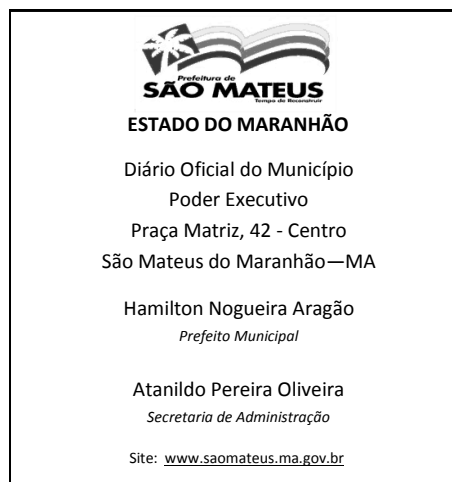 Prefeitura de
SÃO MATEUS
Tempo de Reconstruir
ESTADO DO MARANHÃO
Diário Oficial do Município
Poder Executivo
Praça Matriz, 42 - Centro
São Mateus do Maranhão—MA
Hamilton Nogueira Aragão
Prefeito Municipal
Atanildo Pereira Oliveira
Secretaria de Administração
Site: www.saomateus.ma.gov.br